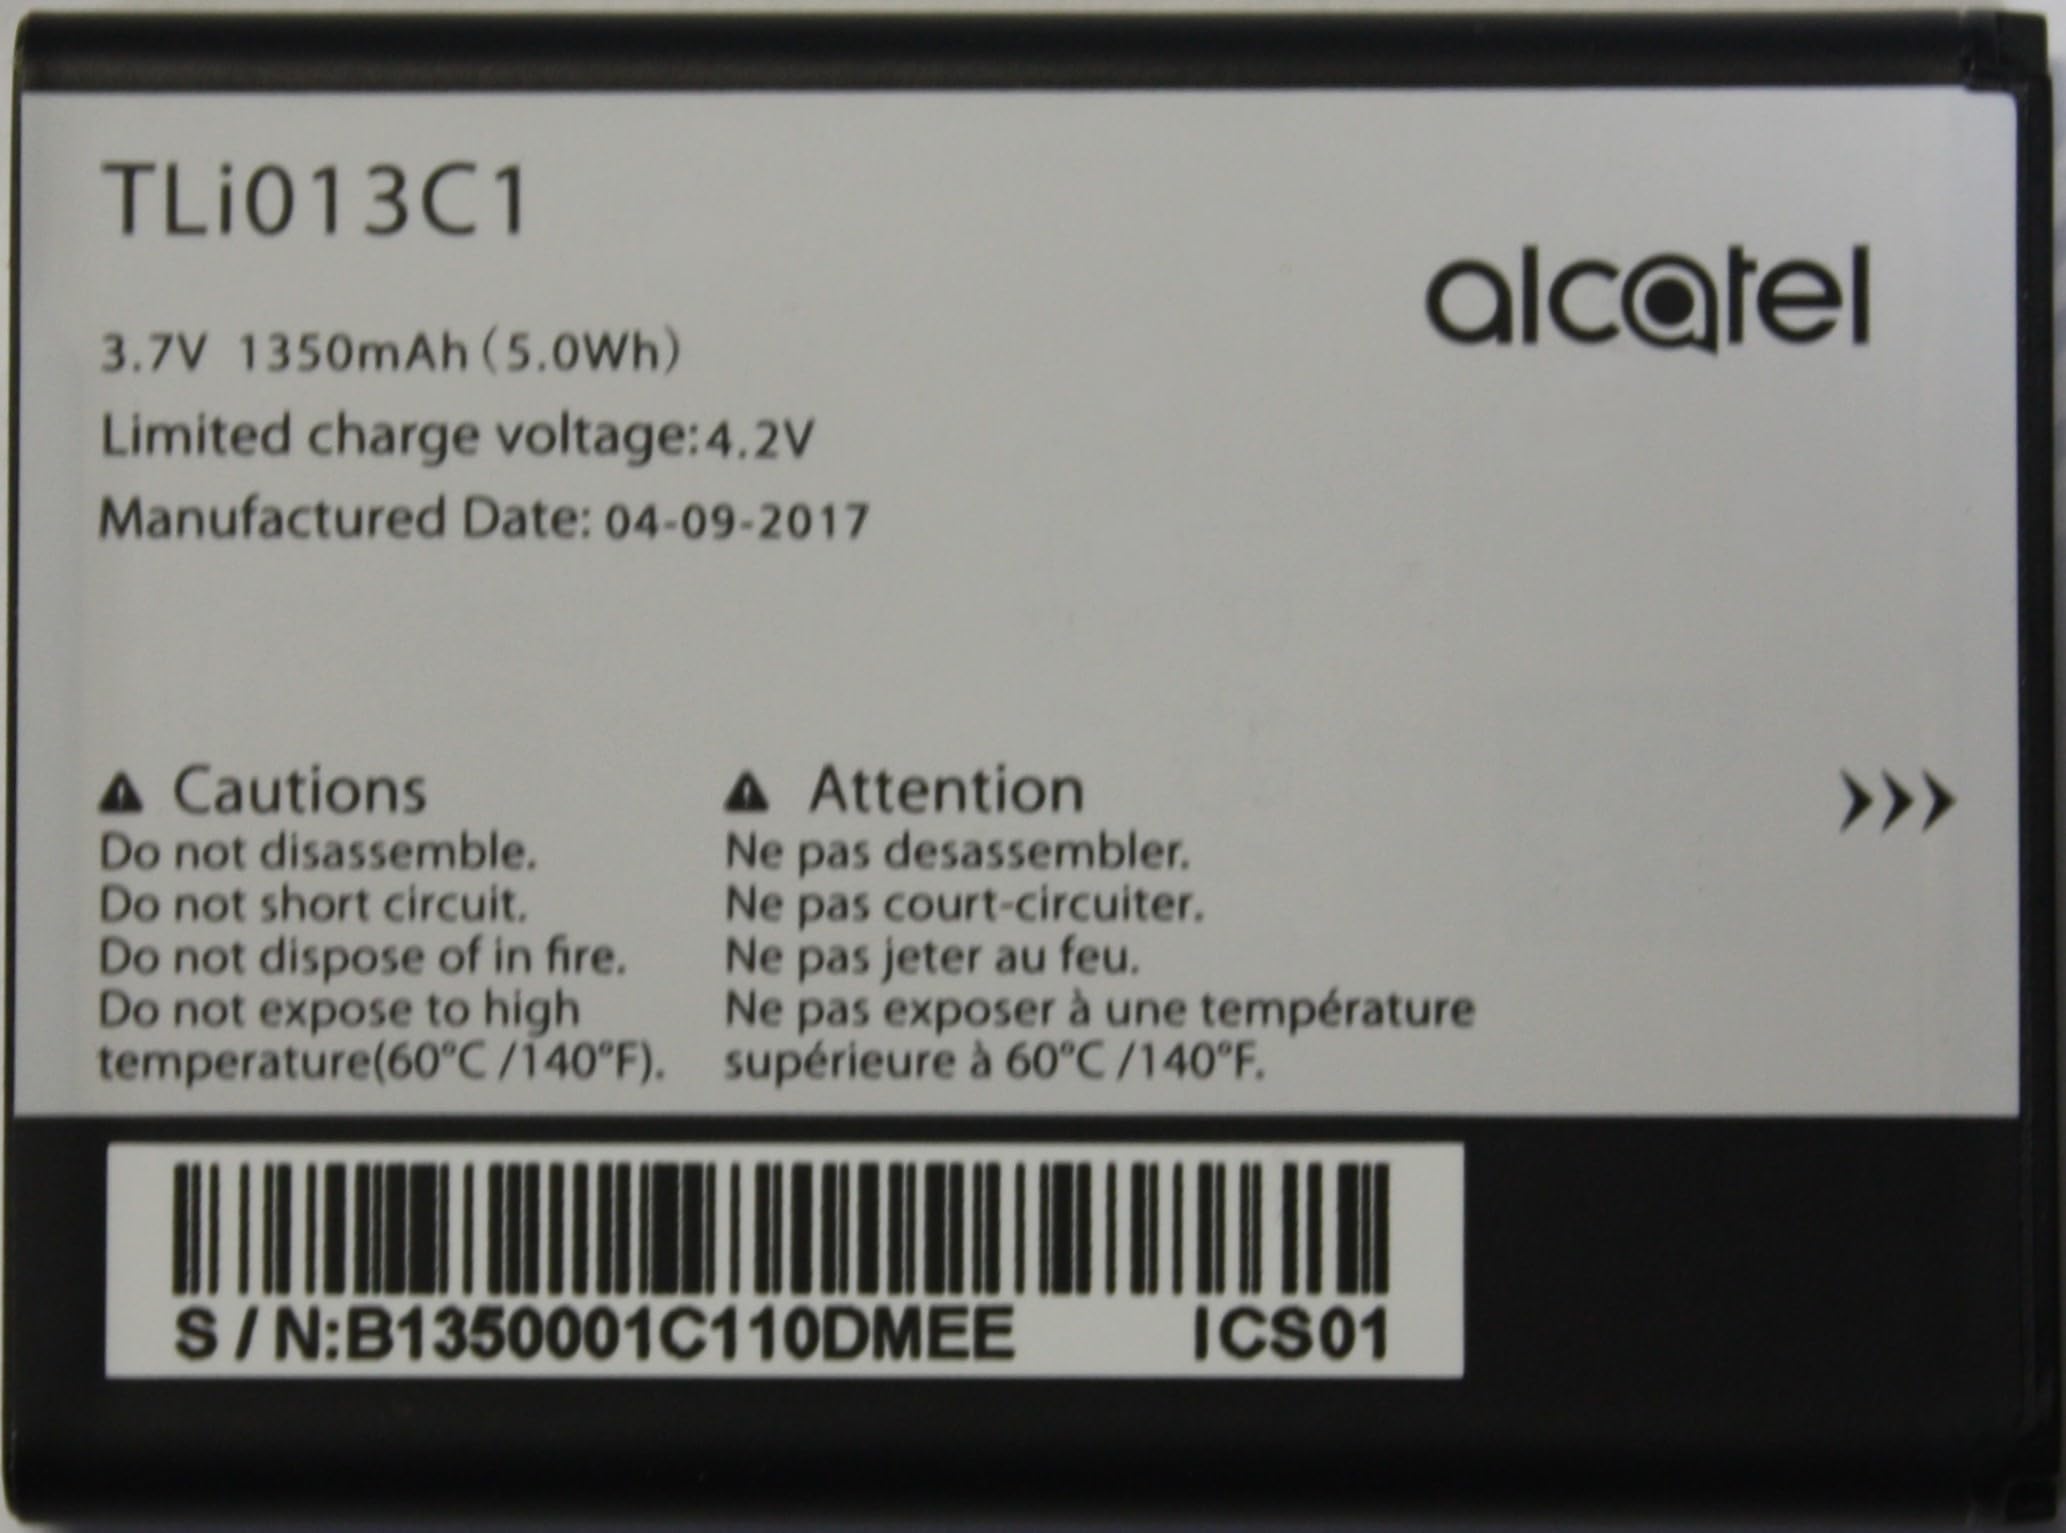 TLi013C1
alcatel
3.7V 1350mAh (5.0Wh)
Limited charge voltage:4.2V
Manufactured Date: 04-09-2017
Cautions
Do not disassemble.
Do not short circuit.
Do not dispose of in fire.
Do not expose to high
temperature(60°C /140°F).
Attention
Ne pas desassembler.
Ne pas court-circuiter.
Ne pas jeter au feu.
Ne pas exposer à une température
supérieure à 60°C /140°F.
S / N:B1350001C110DMEE ICS01